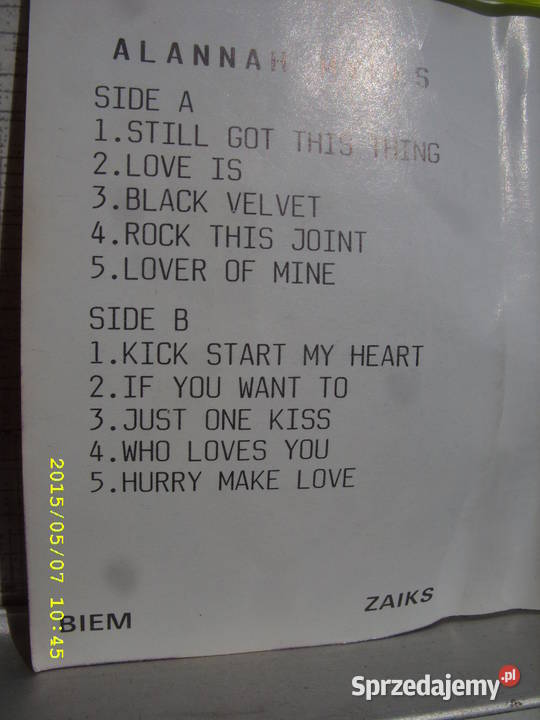 ALANNAH
SIDE A
1.STILL GOT THIS THING
2.LOVE IS
3.BLACK VELVET
4.ROCK THIS JOINT
5.LOVER OF MINE
SIDE B
1.KICK START MY HEART
2.IF YOU WANT TO
3.JUST ONE KISS
4.WHO LOVES YOU
5.HURRY MAKE LOVE
BIEM
ZAIKS
2015/05/07 10:45
Sprzedajemy.pl